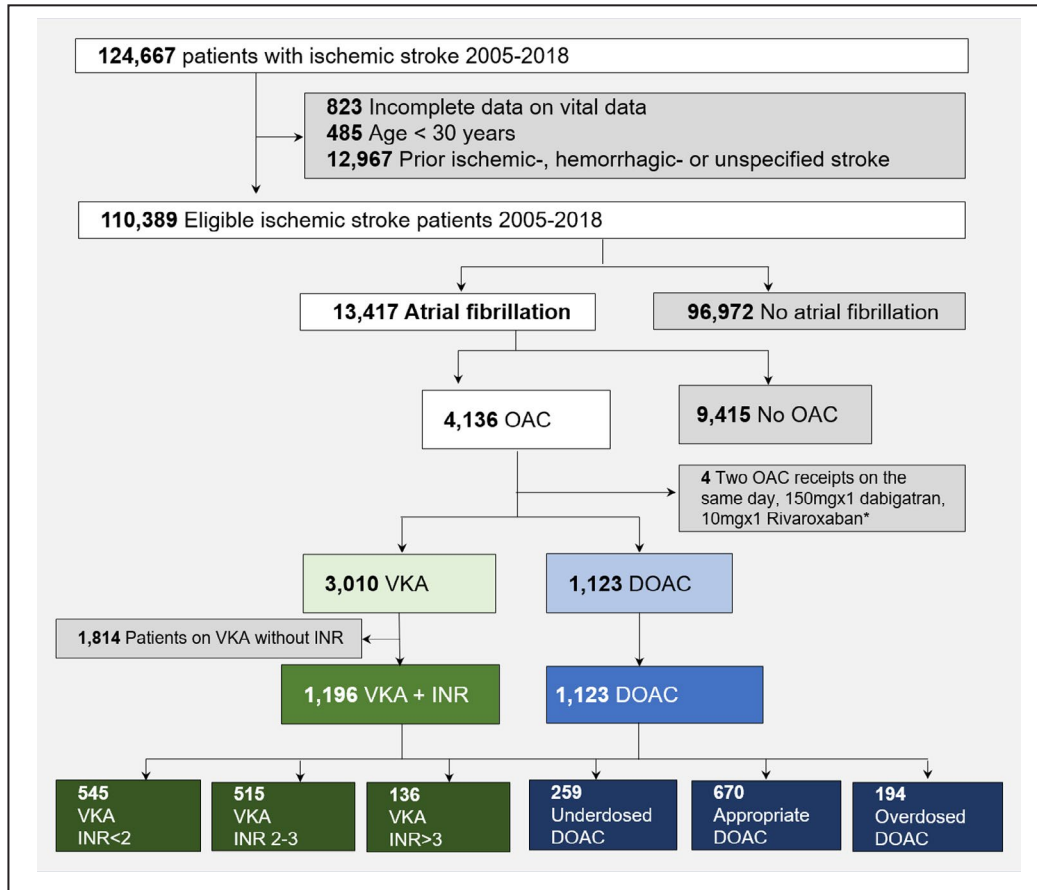 124,667 patients with ischemic stroke 2005-2018
823 Incomplete data on vital data
485 Age < 30 years
12,967 Prior ischemic-, hemorrhagic- or unspecified stroke
110,389 Eligible ischemic stroke patients 2005-2018
13,417 Atrial fibrillation
96,972 No atrial fibrillation
4,136 OAC
9,415 No OAC
4 Two OAC receipts on the
same day, 150mgx1 dabigatran,
10mgx1 Rivaroxaban*
3,010 VKA
1,123 DOAC
1,814 Patients on VKA without INR
1,196 VKA + INR
1,123 DOAC
545
VKA
INR<2
515
VKA
INR 2-3
136
VKA
INR>3
259
Underdosed
DOAC
670
Appropriate
DOAC
194
Overdosed
DOAC